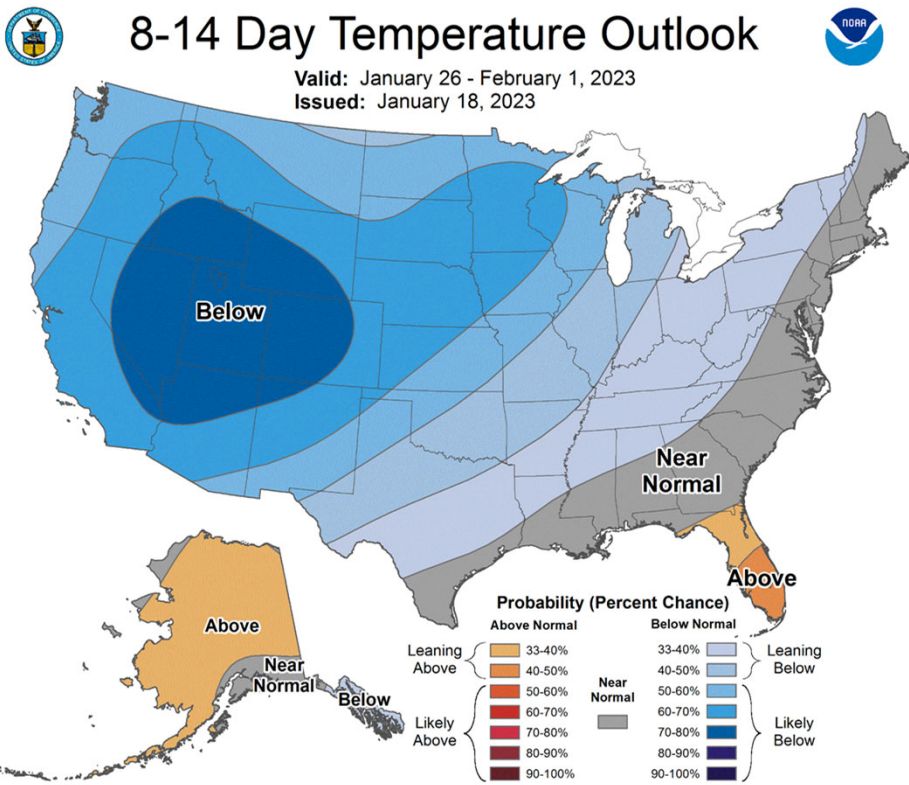 8-14 Day Temperature Outlook
NOAA
Valid: January 26 - February 1, 2023
Issued: January 18, 2023
Below
Near
Normal
Above
Above
Near
Normal
Below
Probability (Percent Chance)
Above Normal
Below Normal
Leaning
Above
33-40%
40-50%
Likely
Above
50-60%
60-70%
70-80%
80-90%
90-100%
Near
Normal
33-40%
40-50%
Leaning
Below
50-60%
60-70%
70-80%
80-90%
90-100%
Likely
Below